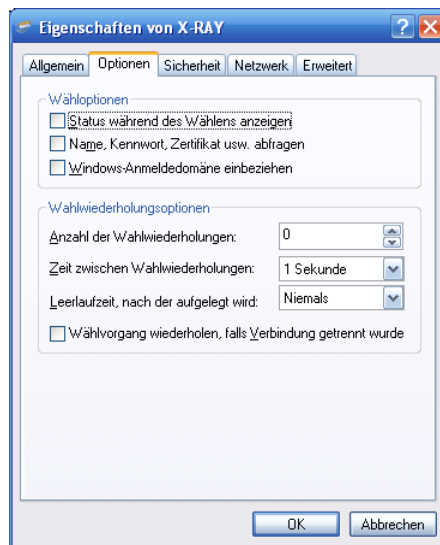 Eigenschaften von X-RAY
Allgemein Optionen Sicherheit Netzwerk Erweitert
Wähloptionen
Status während des Wählens anzeigen
Name, Kennwort, Zertifikat usw. abfragen
Windows-Anmeldedomäne einbeziehen
Wahlwiederholungsoptionen
Anzahl der Wahlwiederholungen: 0
Zeit zwischen Wahlwiederholungen: 1 Sekunde
Leerlaufzeit, nach der aufgelegt wird: Niemals
Wählvorgang wiederholen, falls Verbindung getrennt wurde
OK Abbrechen